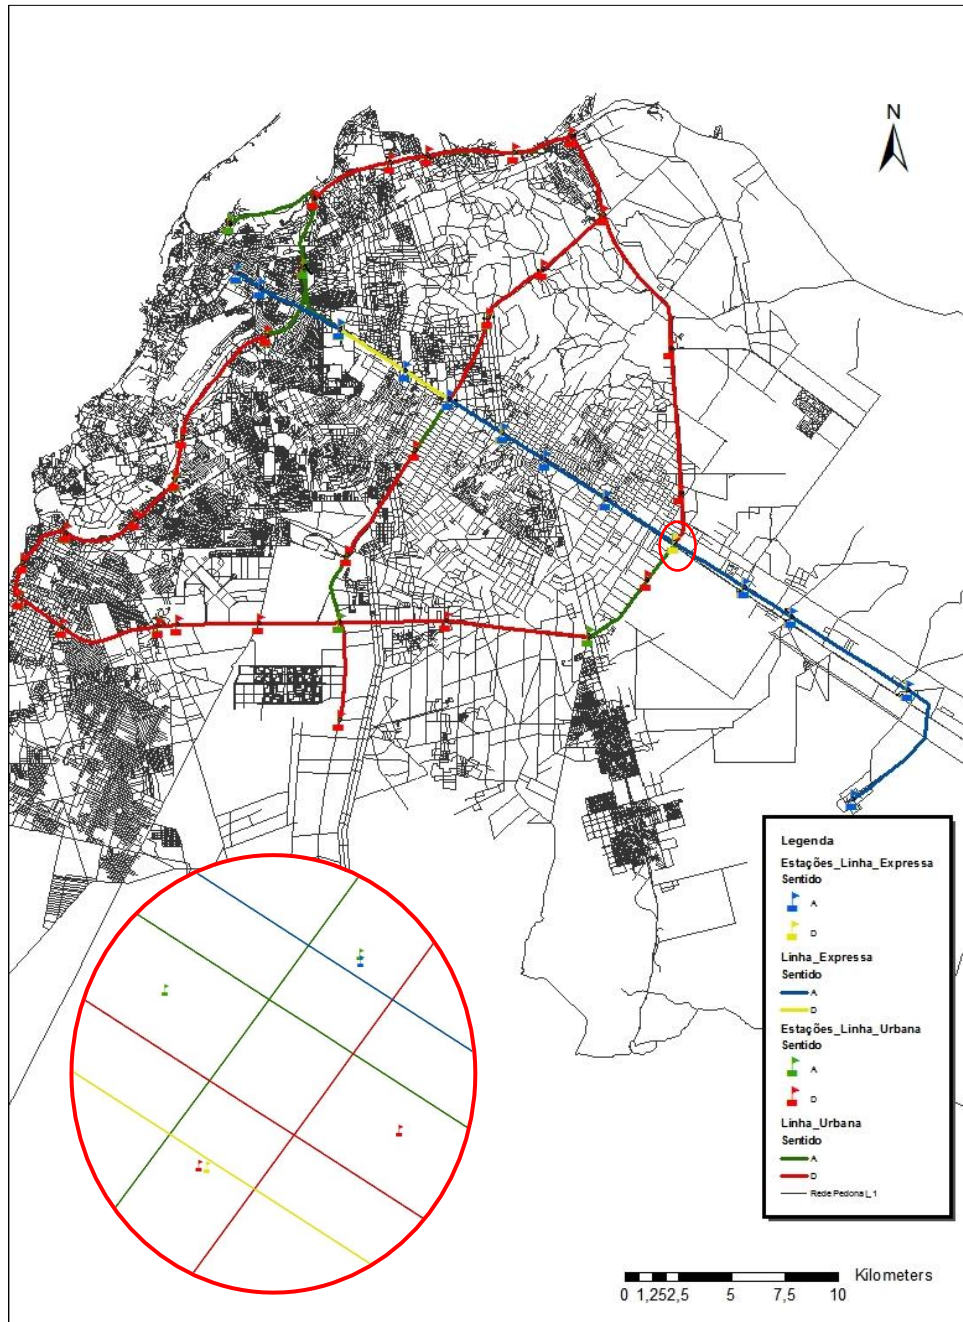 N
Legenda
Estações_Linha_Expressa
Sentido
A
D
Linha_Expressa
Sentido
A
D
Estações_Linha_Urbana
Sentido
A
D
Linha_Urbana
Sentido
A
D
Rede Pedonal_1
Kilometers
0 1,252,5 5 7,5 10